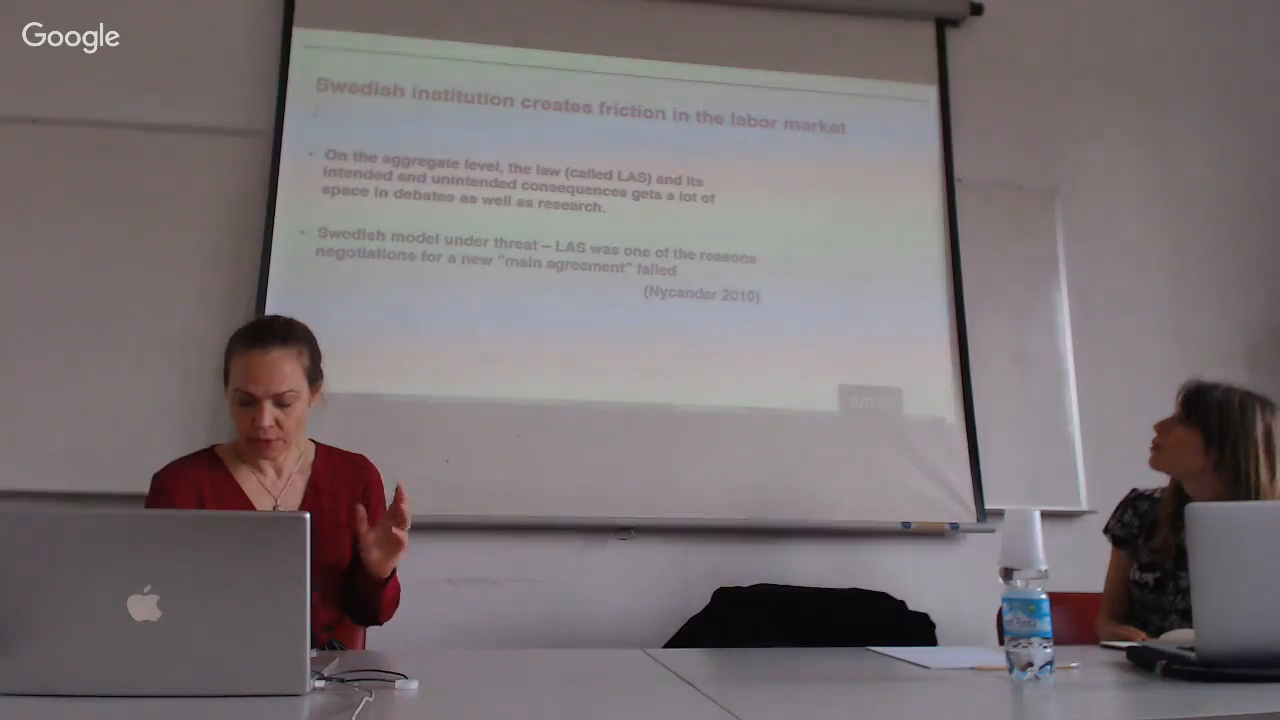 Google
Swedish institution creates friction in the labor market
• On the aggregate level, the law (called LAS) and its
intended and unintended consequences gets a lot of
space in debates as well as research.
• Swedish model under threat – LAS was one of the reasons
negotiations for a new "main agreement" failed
(Nycander 2010)